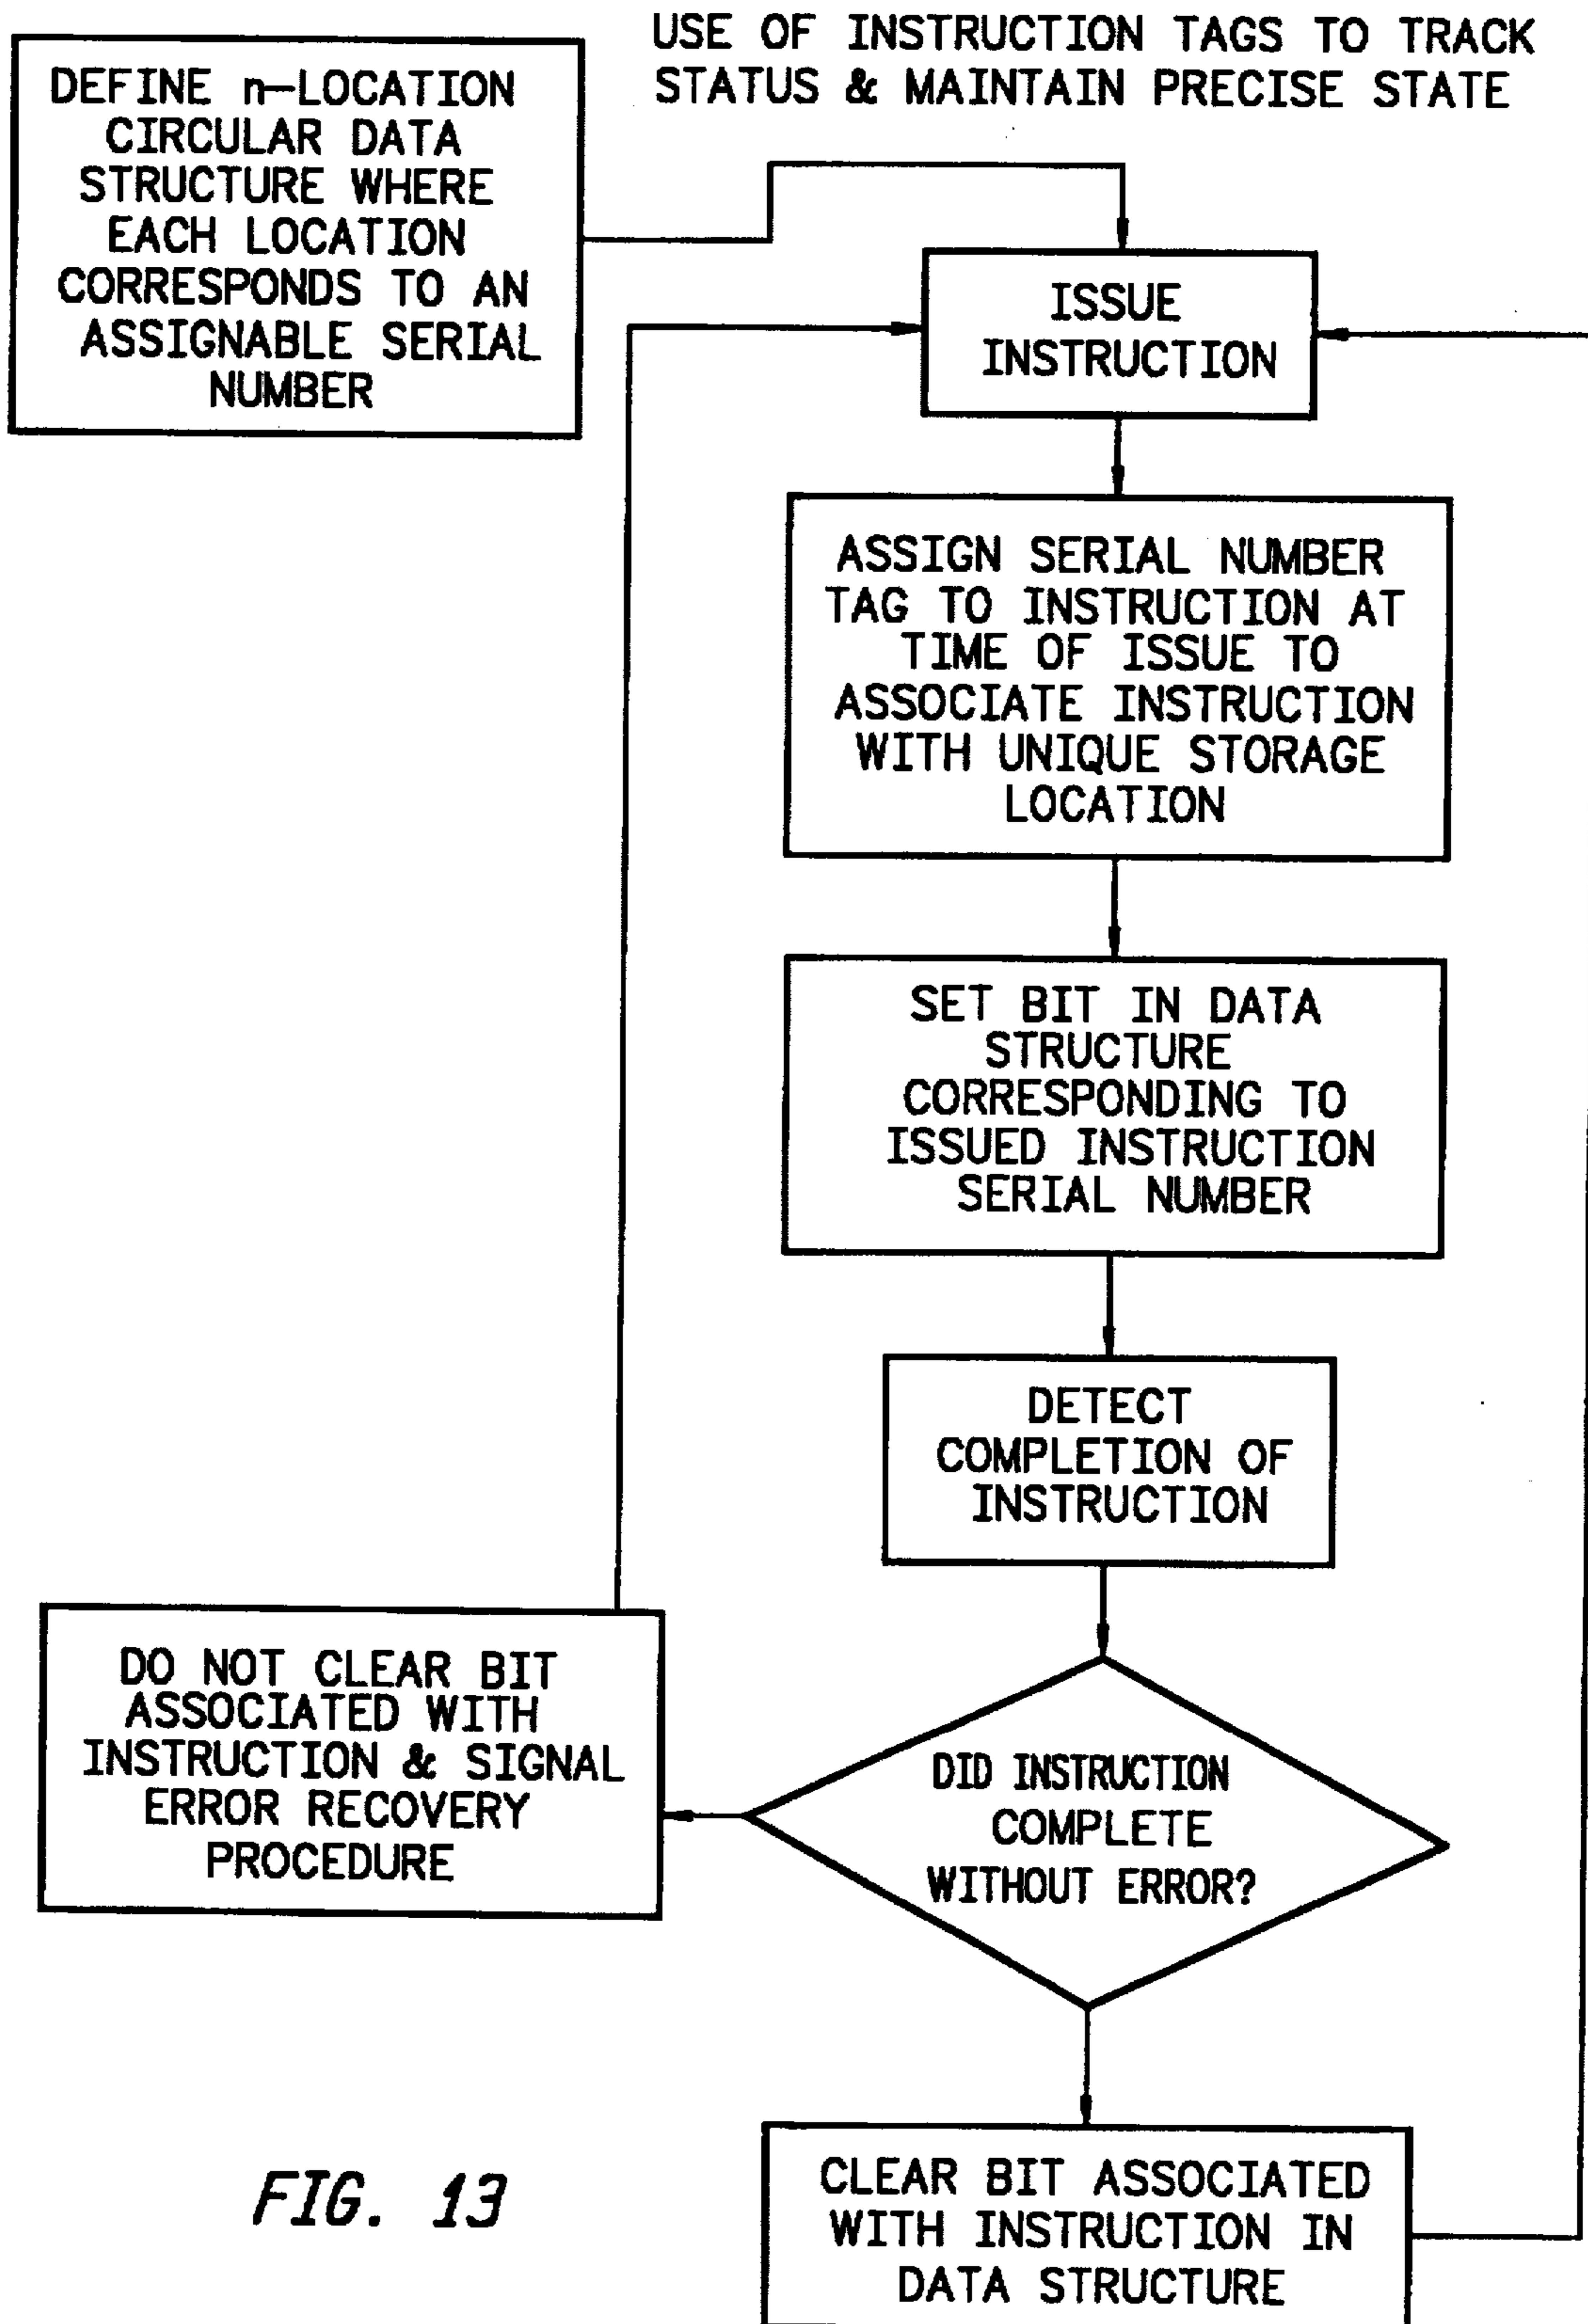 USE OF INSTRUCTION TAGS TO TRACK
STATUS & MAINTAIN PRECISE STATE
DEFINE n-LOCATION
CIRCULAR DATA
STRUCTURE WHERE
EACH LOCATION
CORRESPONDS TO AN
ASSIGNABLE SERIAL
NUMBER
ISSUE
INSTRUCTION
ASSIGN SERIAL NUMBER
TAG TO INSTRUCTION AT
TIME OF ISSUE TO
ASSOCIATE INSTRUCTION
WITH UNIQUE STORAGE
LOCATION
SET BIT IN DATA
STRUCTURE
CORRESPONDING TO
ISSUED INSTRUCTION
SERIAL NUMBER
DETECT
COMPLETION OF
INSTRUCTION
DID INSTRUCTION
COMPLETE
WITHOUT ERROR?
DO NOT CLEAR BIT
ASSOCIATED WITH
INSTRUCTION & SIGNAL
ERROR RECOVERY
PROCEDURE
CLEAR BIT ASSOCIATED
WITH INSTRUCTION IN
DATA STRUCTURE
FIG. 13